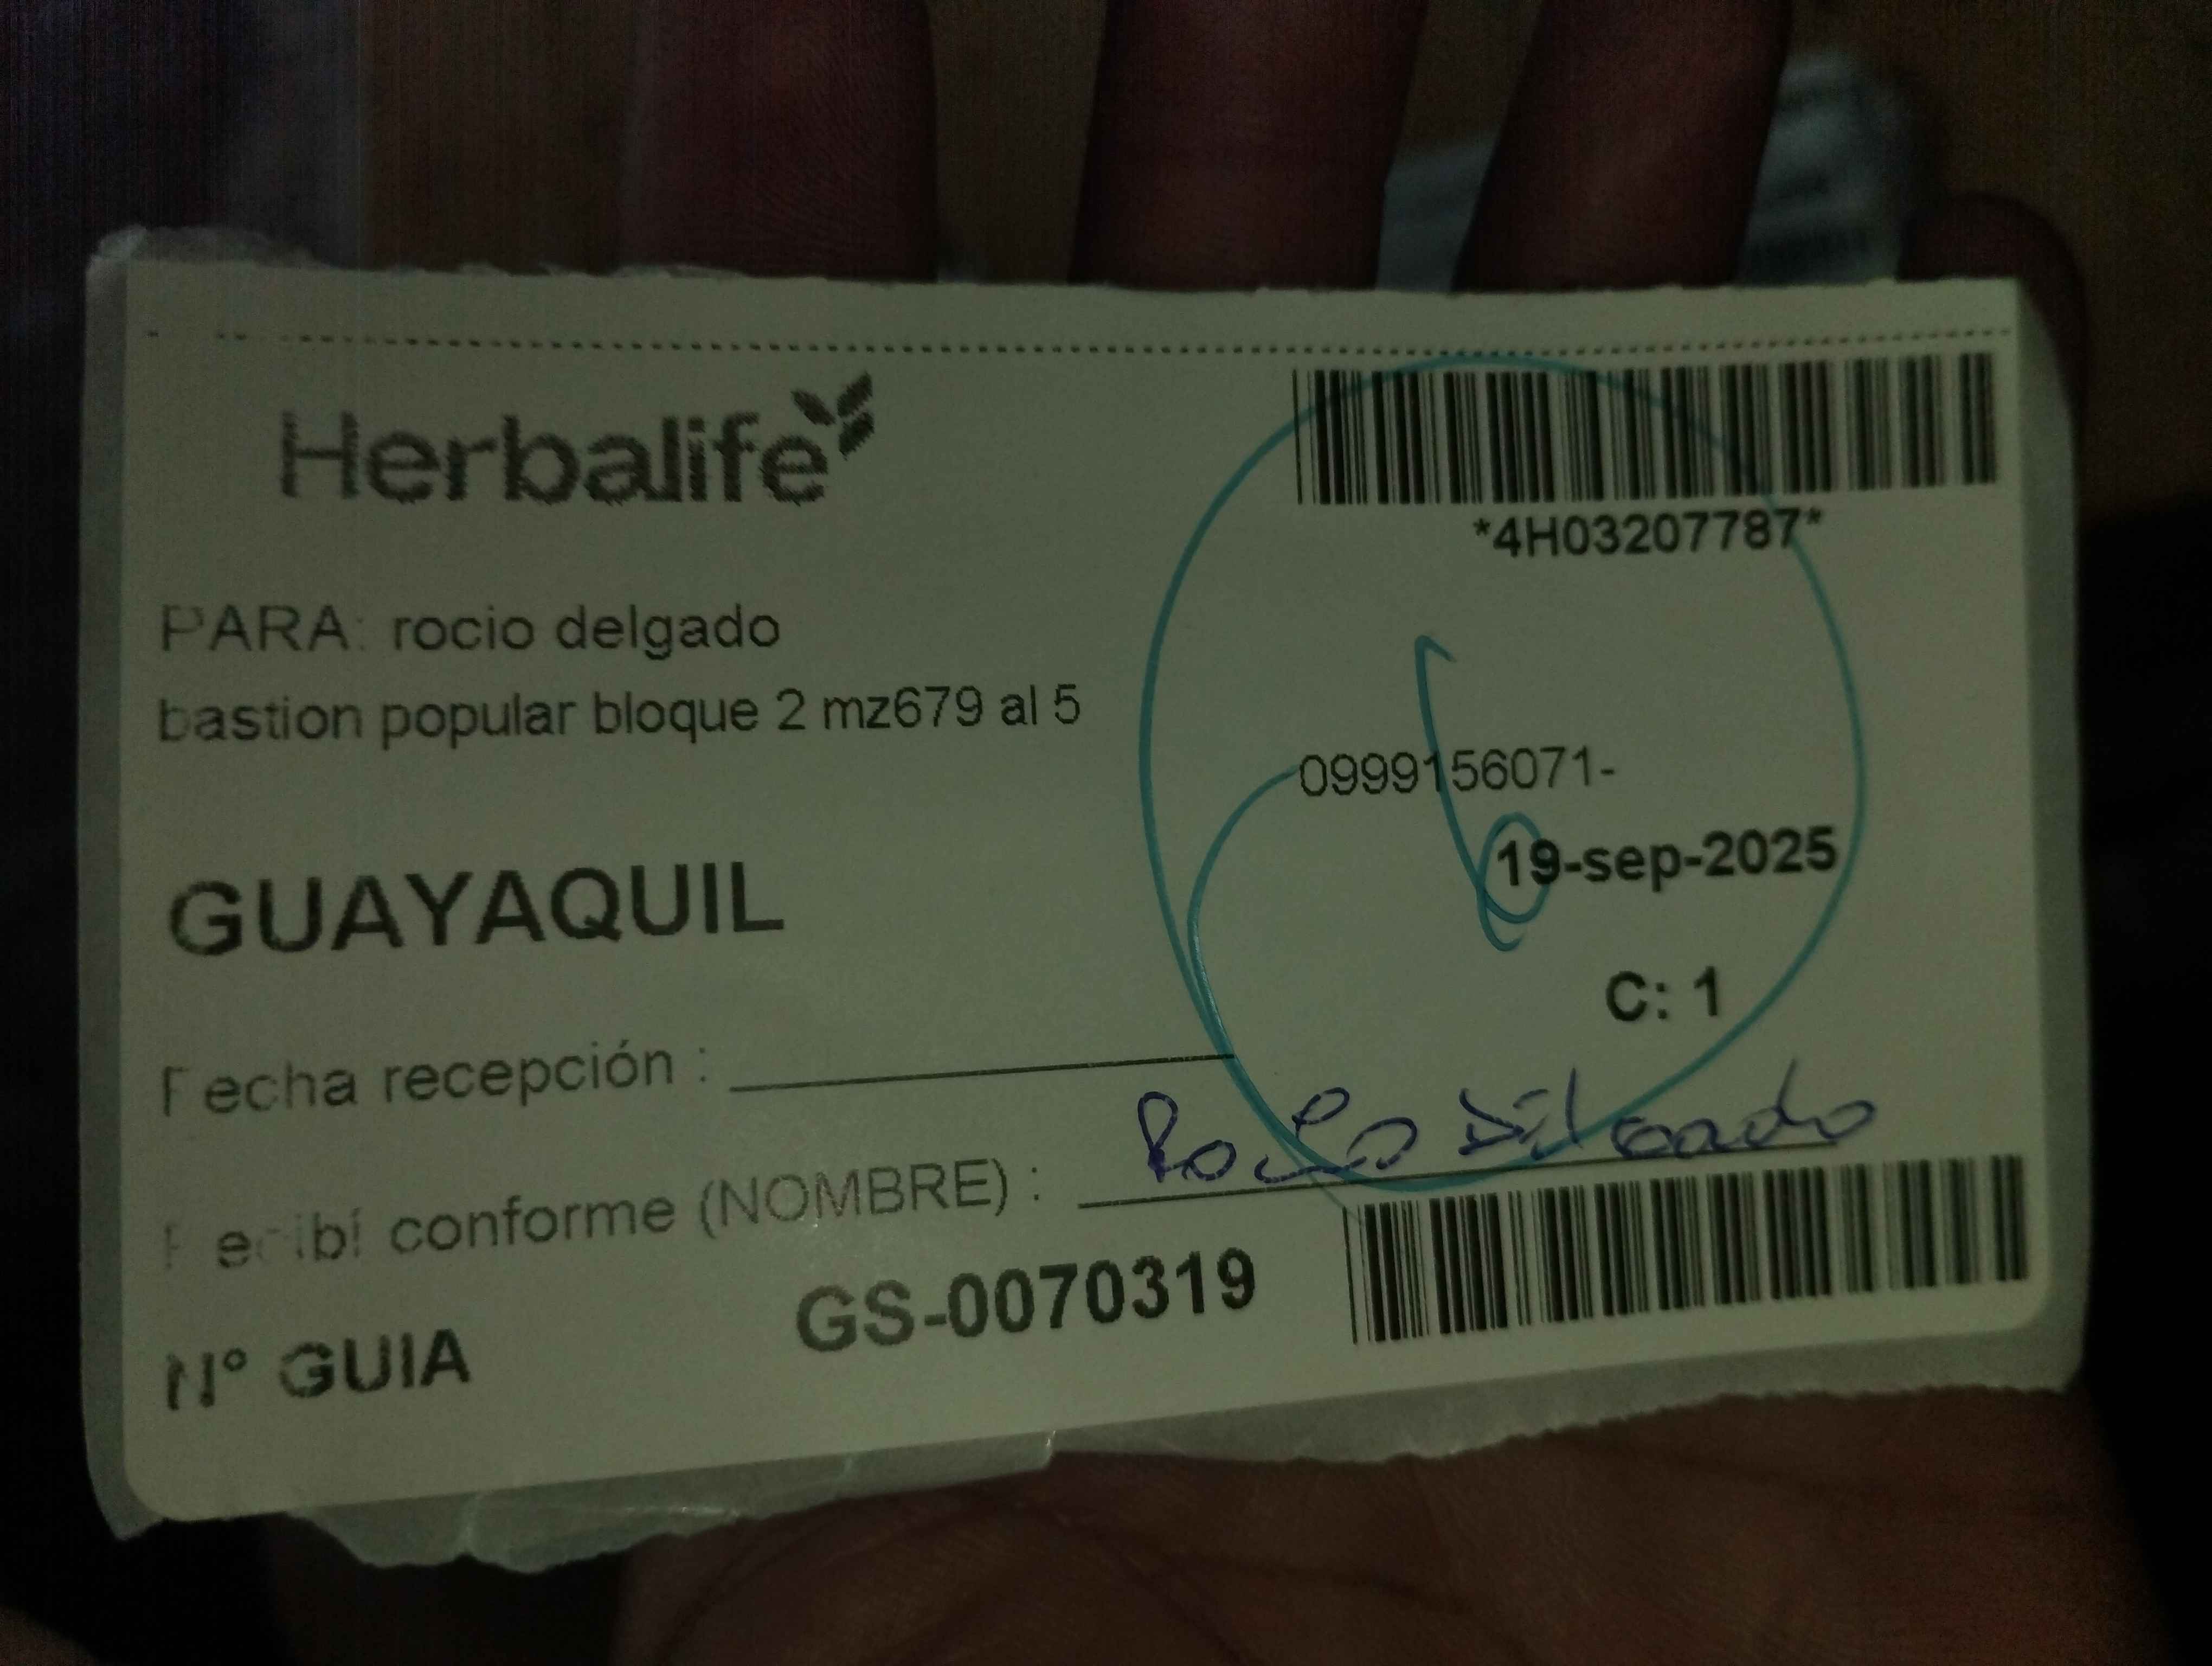 Herbalife
*4H03207787*
PARA: rocio delgado
bastion popular bloque 2 mz679 al 5
0999156071-
19-sep-2025
GUAYAQUIL
C: 1
Fecha recepción :
Recibí conforme (NOMBRE) : Rocio Delgado
N° GUIA GS-0070319